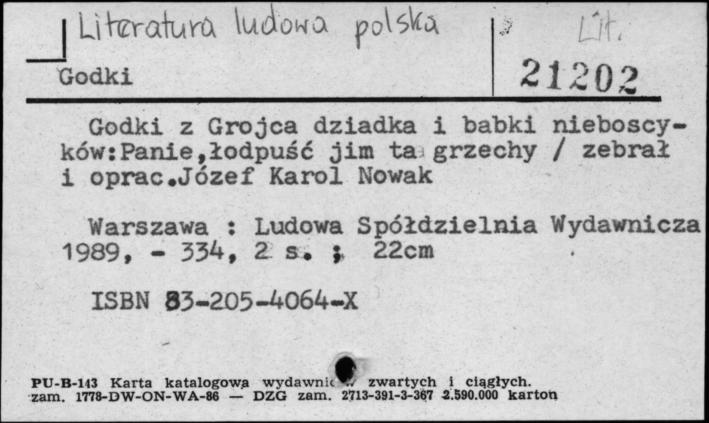 Literatura ludowa polska
Lit.
Godki
21202
Godki z Grojca dziadka i babki nieboscy-
ków:Panie,łodpuść jim ta grzechy / zebrał
i oprac.Józef Karol Nowak
Warszawa : Ludowa Spółdzielnia Wydawnicza
1989, - 334, 2 s. ; 22cm
ISBN 83-205-4064-X
PU-B-143 Karta katalogowa wydawnic w zwartych i ciągłych.
zam. 1778-DW-ON-WA-86 — DZG zam. 2713-391-3-367 2.590.000 karton